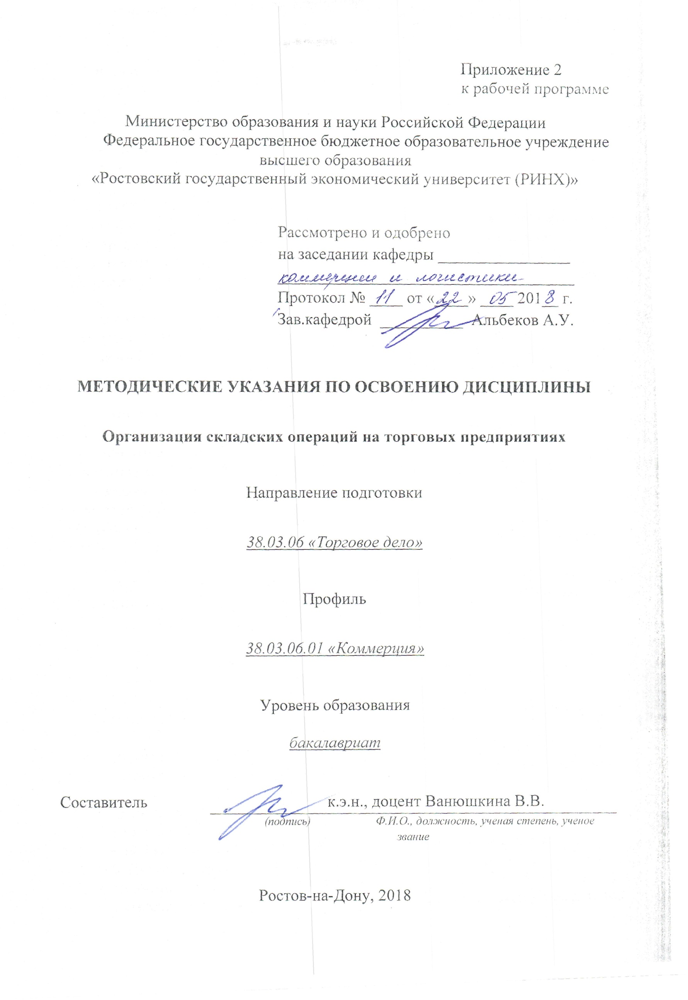 Приложение 2
к рабочей программе
Министерство образования и науки Российской Федерации
Федеральное государственное бюджетное образовательное учреждение
высшего образования
«Ростовский государственный экономический университет (РИНХ)»
Рассмотрено и одобрено
на заседании кафедры ________________
коммерции и логистики
Протокол № 11 от «22» 05 2018 г.
Зав.кафедрой __________ Альбеков А.У.
МЕТОДИЧЕСКИЕ УКАЗАНИЯ ПО ОСВОЕНИЮ ДИСЦИПЛИНЫ
Организация складских операций на торговых предприятиях
Направление подготовки
38.03.06 «Торговое дело»
Профиль
38.03.06.01 «Коммерция»
Уровень образования
бакалавриат
Составитель к.э.н., доцент Ванюшкина В.В.
(подпись) Ф.И.О., должность, ученая степень, ученое
звание
Ростов-на-Дону, 2018